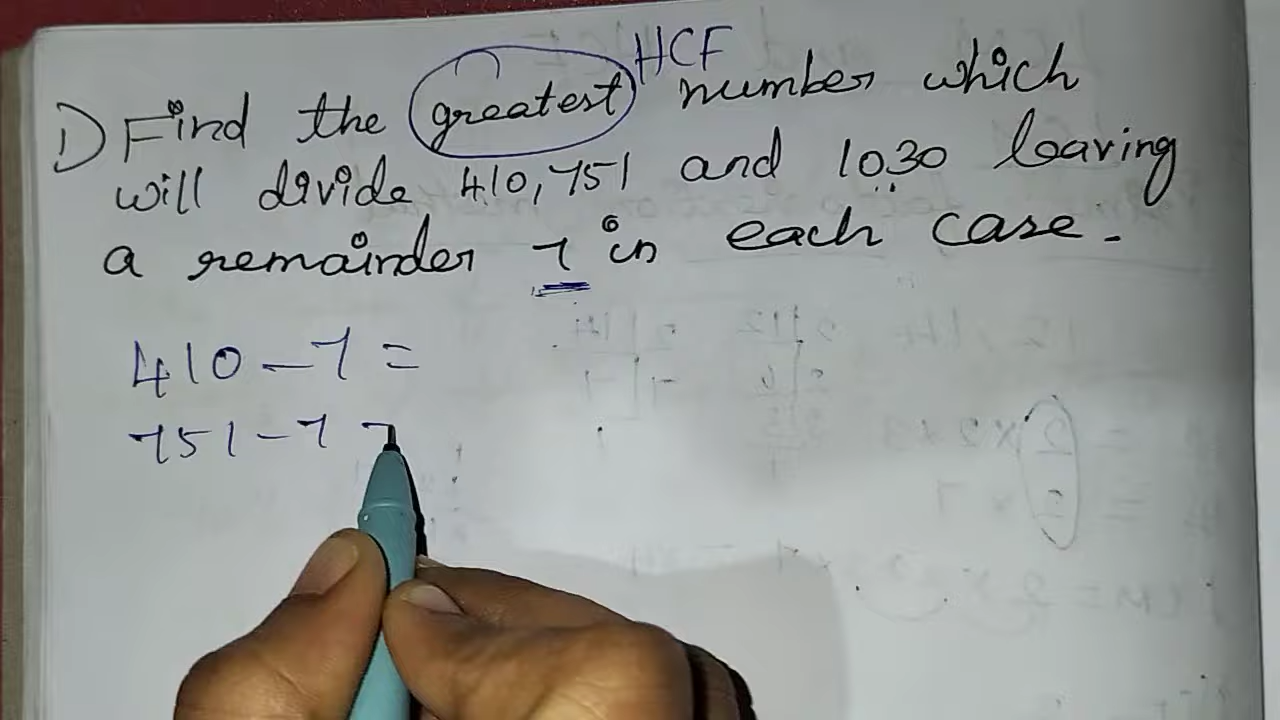 HCF
1) Find the greatest number which
will divide 410, 751 and 1030 leaving
a remainder 7 in each case.
410 - 7 =
751 - 7